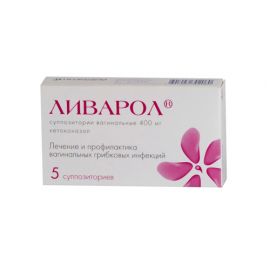 ЛИВАРОЛ®
суппозитории вагинальные 400 мг
кетоконазол
Лечение и профилактика
вагинальных грибковых инфекций
5 суппозиториев